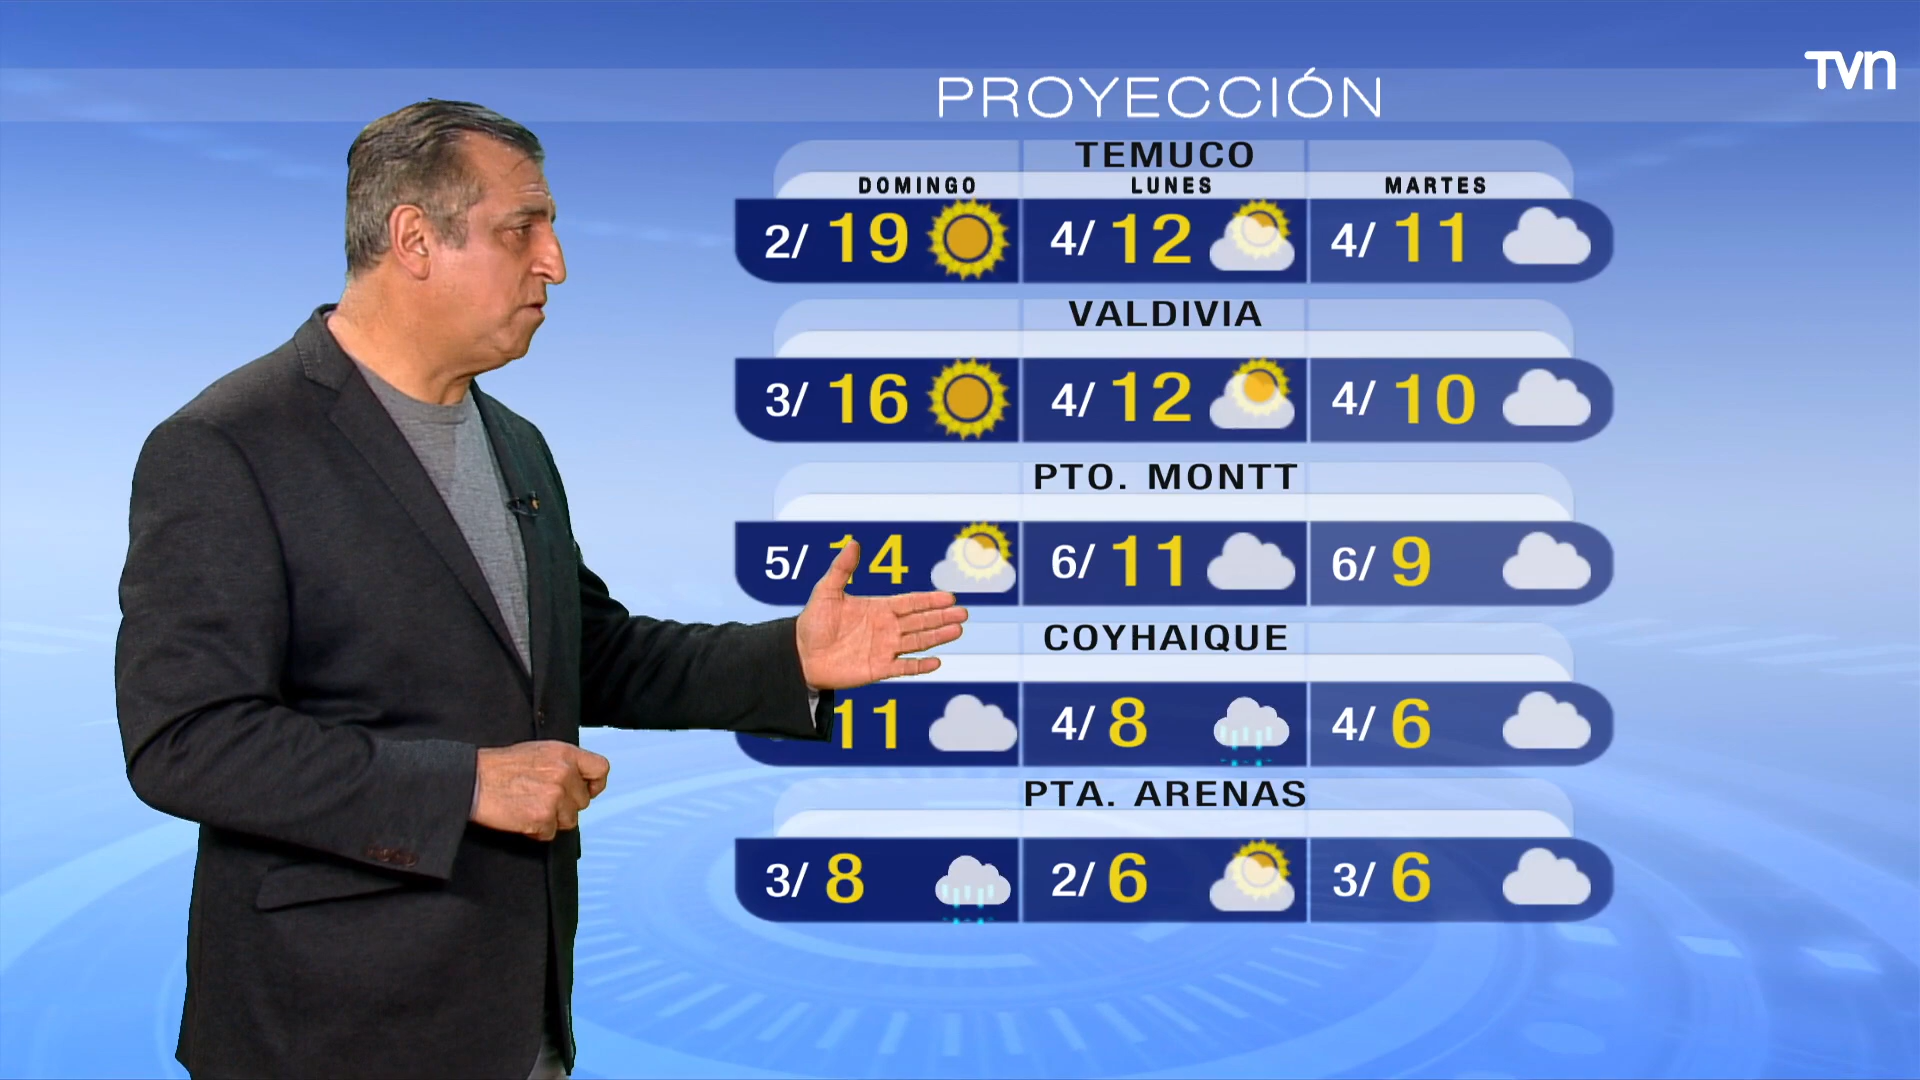 TVN
PROYECCIÓN
TEMUCO
DOMINGO LUNES MARTES
2/ 19 4/ 12 4/ 11
VALDIVIA
3/ 16 4/ 12 4/ 10
PTO. MONTT
5/ 14 6/ 11 6/ 9
COYHAIQUE
11 4/ 8 4/ 6
PTA. ARENAS
3/ 8 2/ 6 3/ 6